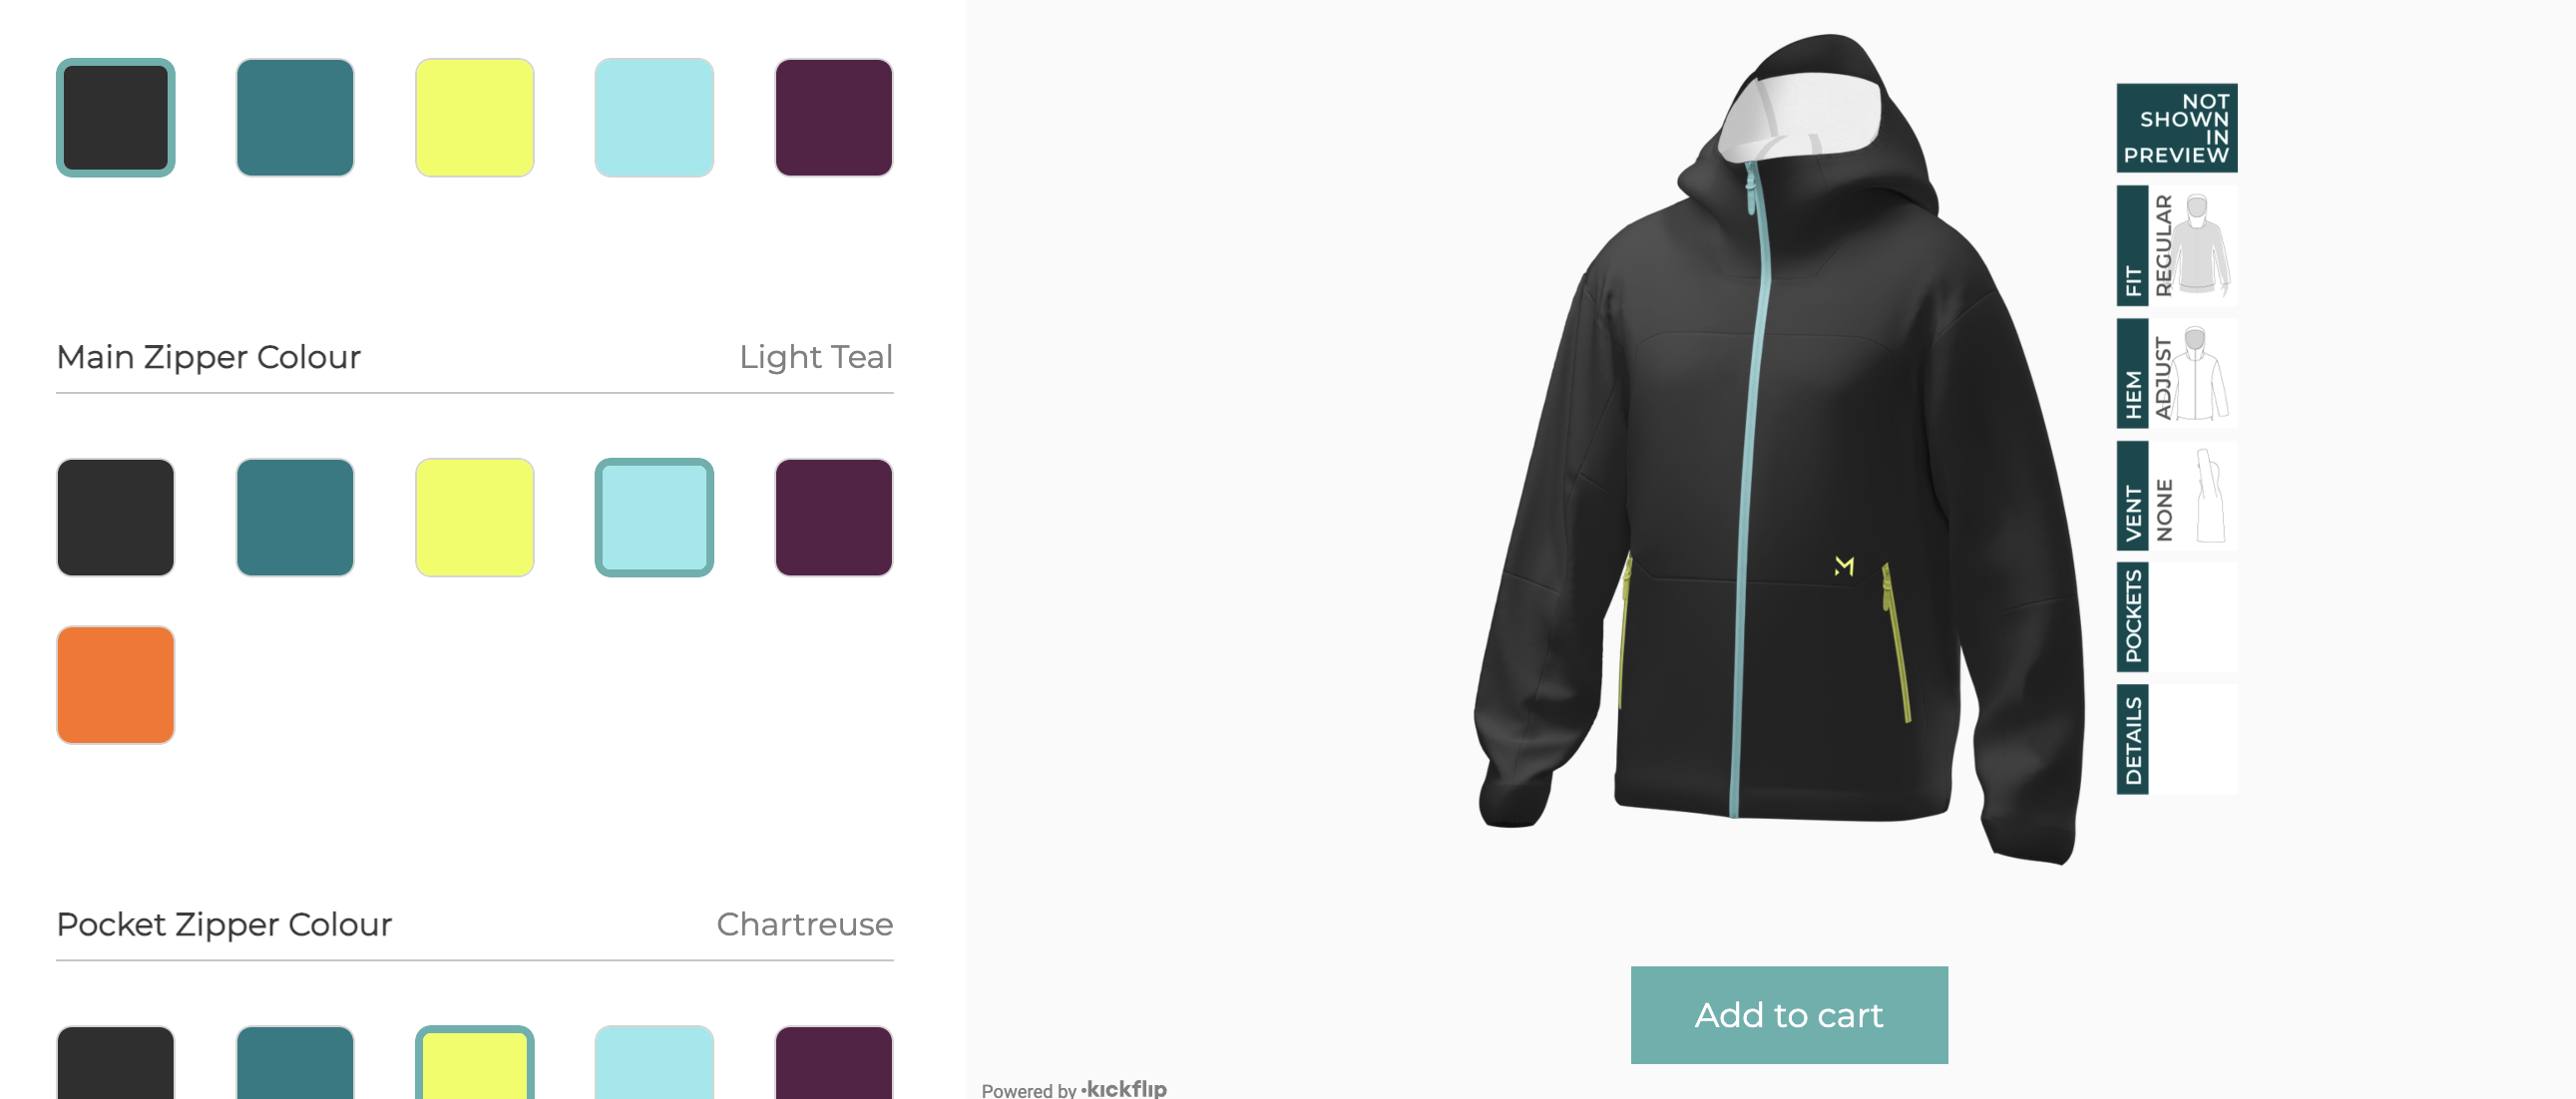 Main Zipper Colour
Light Teal
Pocket Zipper Colour
Chartreuse
NOT
SHOWN
IN
PREVIEW
FIT
REGULAR
HEM
ADJUST
VENT
NONE
POCKETS
DETAILS
M
Add to cart
Powered by •kickflip